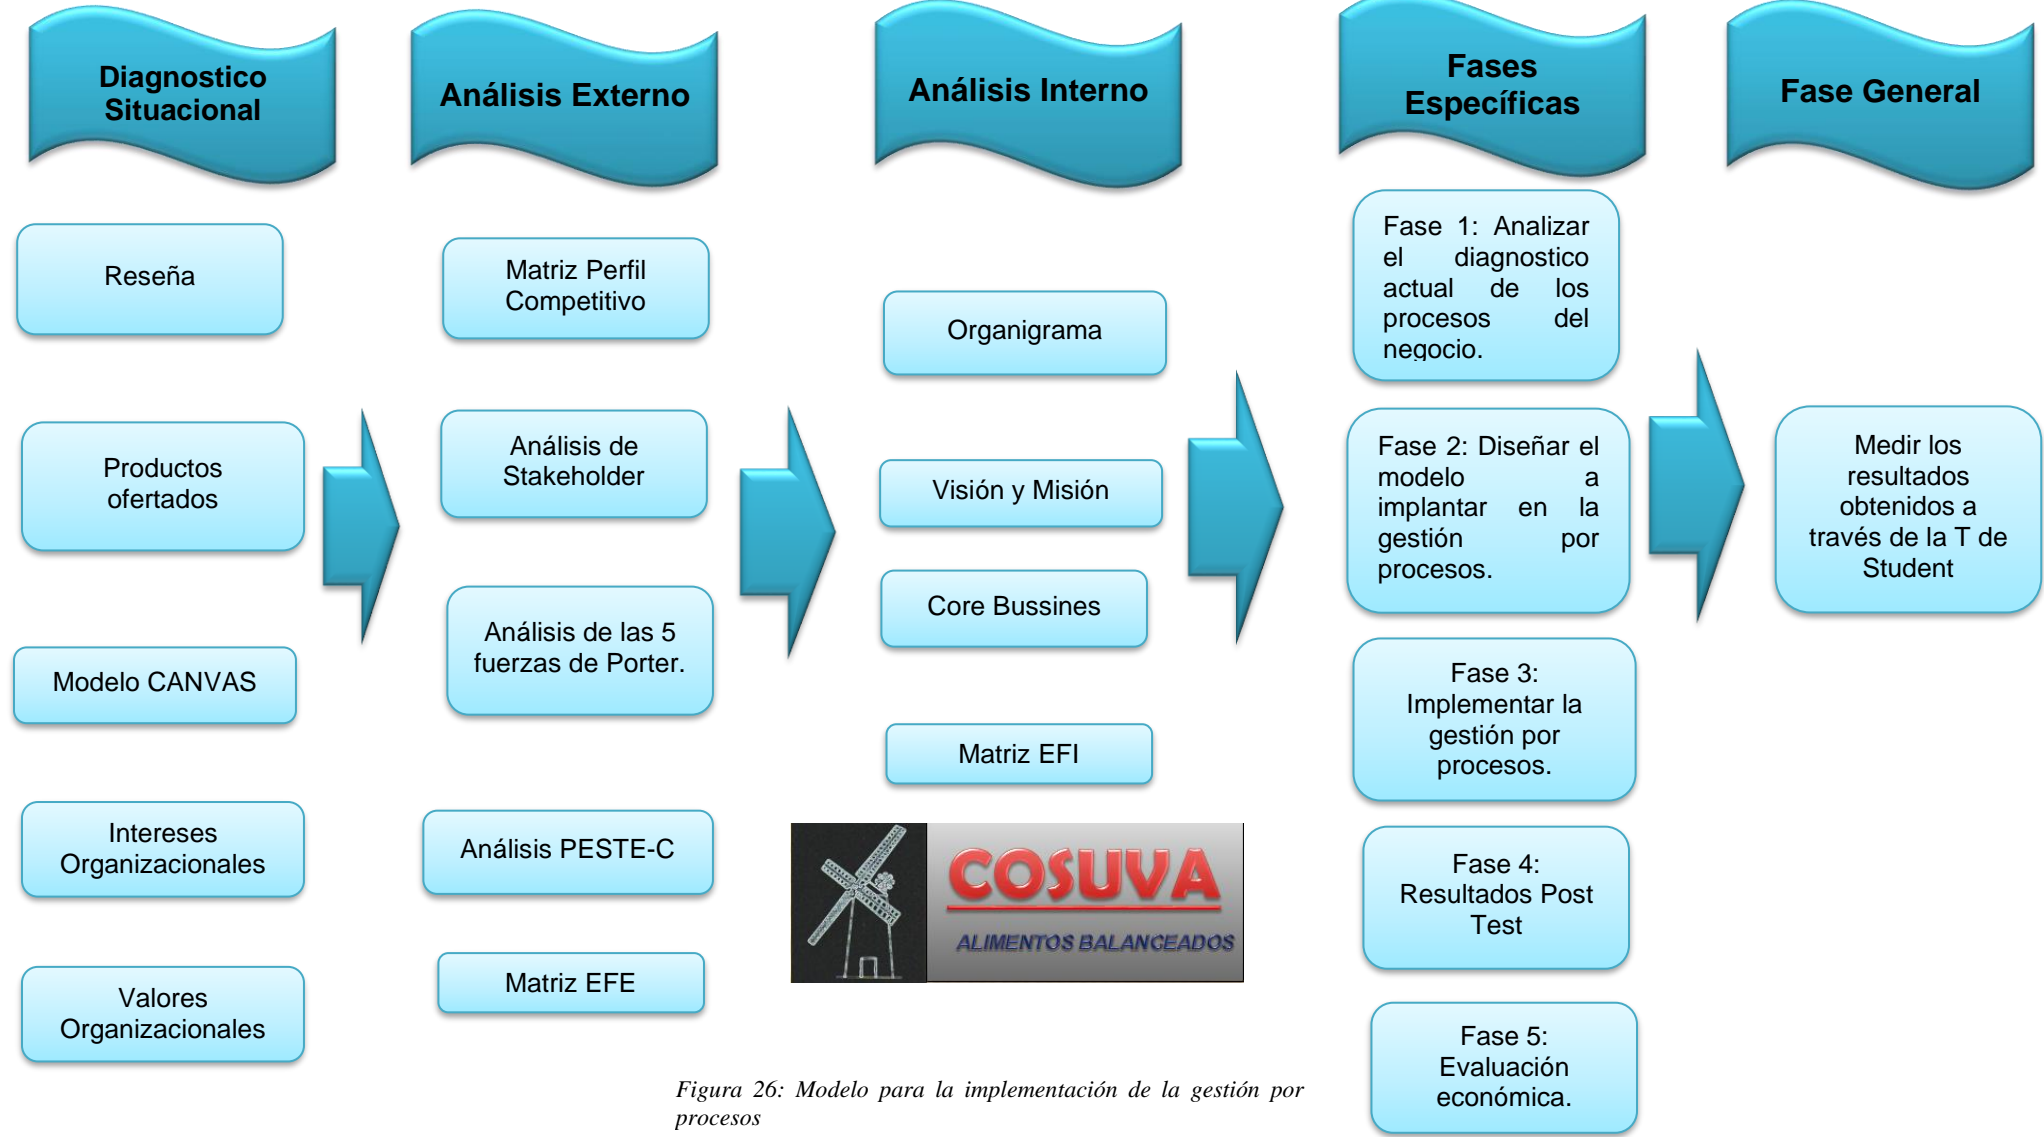 Diagnostico
Situacional
Reseña
Productos
ofertados
Modelo CANVAS
Intereses
Organizacionales
Valores
Organizacionales
Análisis Externo
Matriz Perfil
Competitivo
Análisis de
Stakeholder
Análisis de las 5
fuerzas de Porter.
Análisis PESTE-C
Matriz EFE
Análisis Interno
Organigrama
Visión y Misión
Core Bussines
Matriz EFI
COSUVA
ALIMENTOS BALANCEADOS
Fases
Específicas
Fase 1: Analizar
el diagnostico
actual de los
procesos del
negocio.
Fase 2: Diseñar el
modelo a
implantar en la
gestión por
procesos.
Fase 3:
Implementar la
gestión por
procesos.
Fase 4:
Resultados Post
Test
Fase 5:
Evaluación
económica.
Fase General
Medir los
resultados
obtenidos a
través de la T de
Student
Figura 26: Modelo para la implementación de la gestión por
procesos